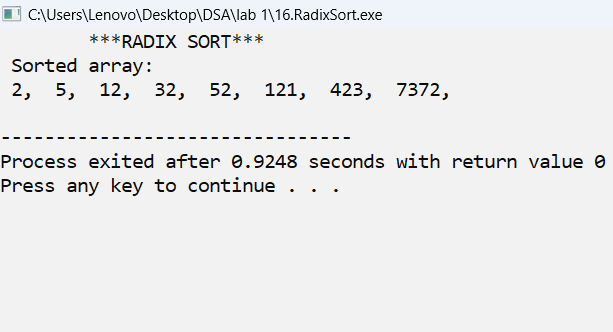 C:\Users\Lenovo\Desktop\DSA\lab 1\16.RadixSort.exe
***RADIX SORT***
Sorted array:
2,  5,  12,  32,  52,  121,  423,  7372,
--------------------------------
Process exited after 0.9248 seconds with return value 0
Press any key to continue . . .